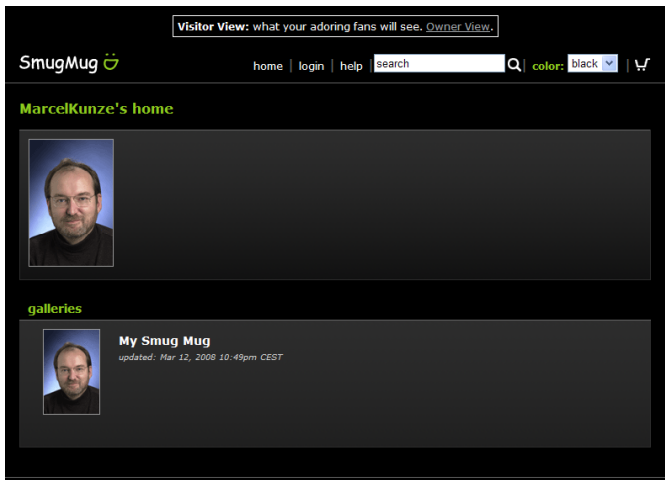 Visitor View: what your adoring fans will see. Owner View.
SmugMug home | login | help | search | color: black |
MarcelKunze's home
galleries
My Smug Mug
updated: Mar 12, 2008 10:49pm CEST